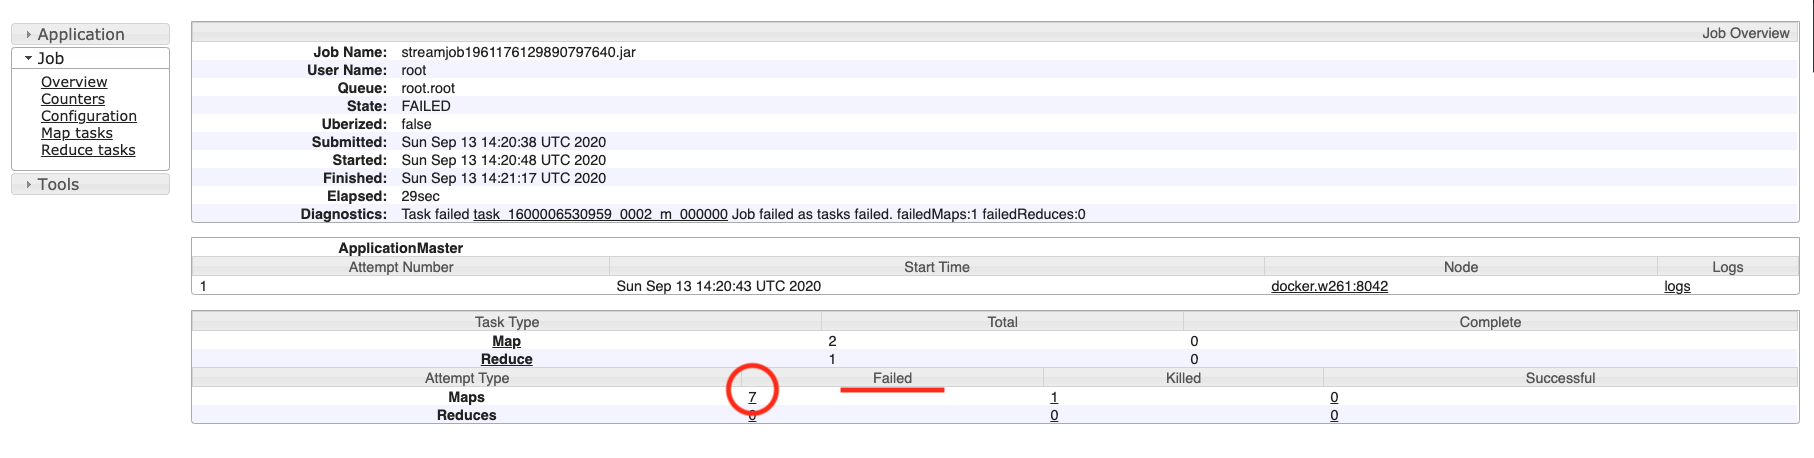 Application
Job
Overview
Counters
Configuration
Map tasks
Reduce tasks
Tools
Job Overview
Job Name: streamjob1961176129890797640.jar
User Name: root
Queue: root.root
State: FAILED
Uberized: false
Submitted: Sun Sep 13 14:20:38 UTC 2020
Started: Sun Sep 13 14:20:48 UTC 2020
Finished: Sun Sep 13 14:21:17 UTC 2020
Elapsed: 29sec
Diagnostics: Task failed task_1600006530959_0002_m_000000 Job failed as tasks failed. failedMaps:1 failedReduces:0
ApplicationMaster
Attempt Number Start Time Node Logs
1 Sun Sep 13 14:20:43 UTC 2020 docker.w261:8042 logs
Task Type Total Complete
Map 2 0
Reduce 1 0
Attempt Type Failed Killed Successful
Maps 7 1 0
Reduces 0 0 0